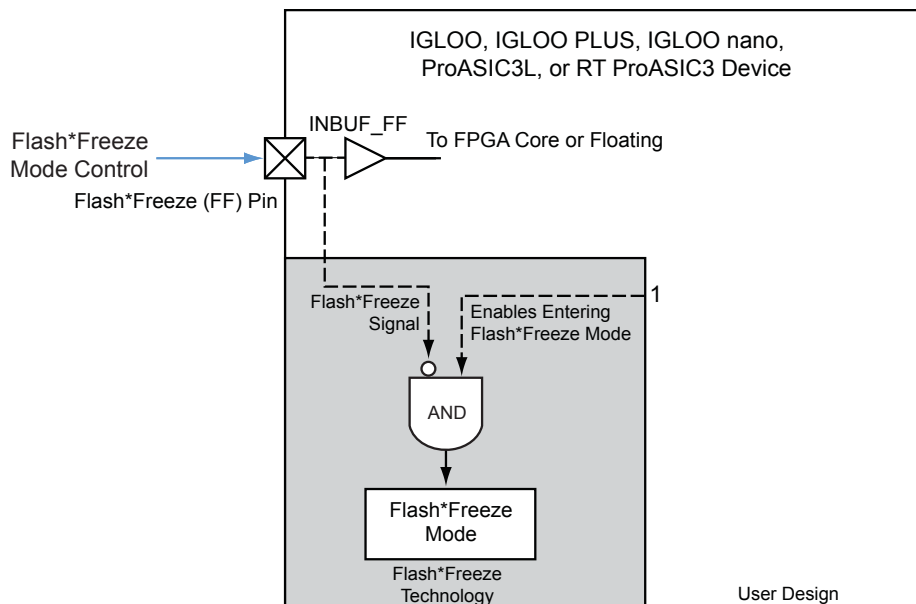 IGLOO, IGLOO PLUS, IGLOO nano,
ProASIC3L, or RT ProASIC3 Device
INBUF_FF
To FPGA Core or Floating
Flash*Freeze
Mode Control
Flash*Freeze (FF) Pin
1
Flash*Freeze
Signal
Enables Entering
Flash*Freeze Mode
AND
Flash*Freeze
Mode
Flash*Freeze
Technology
User Design